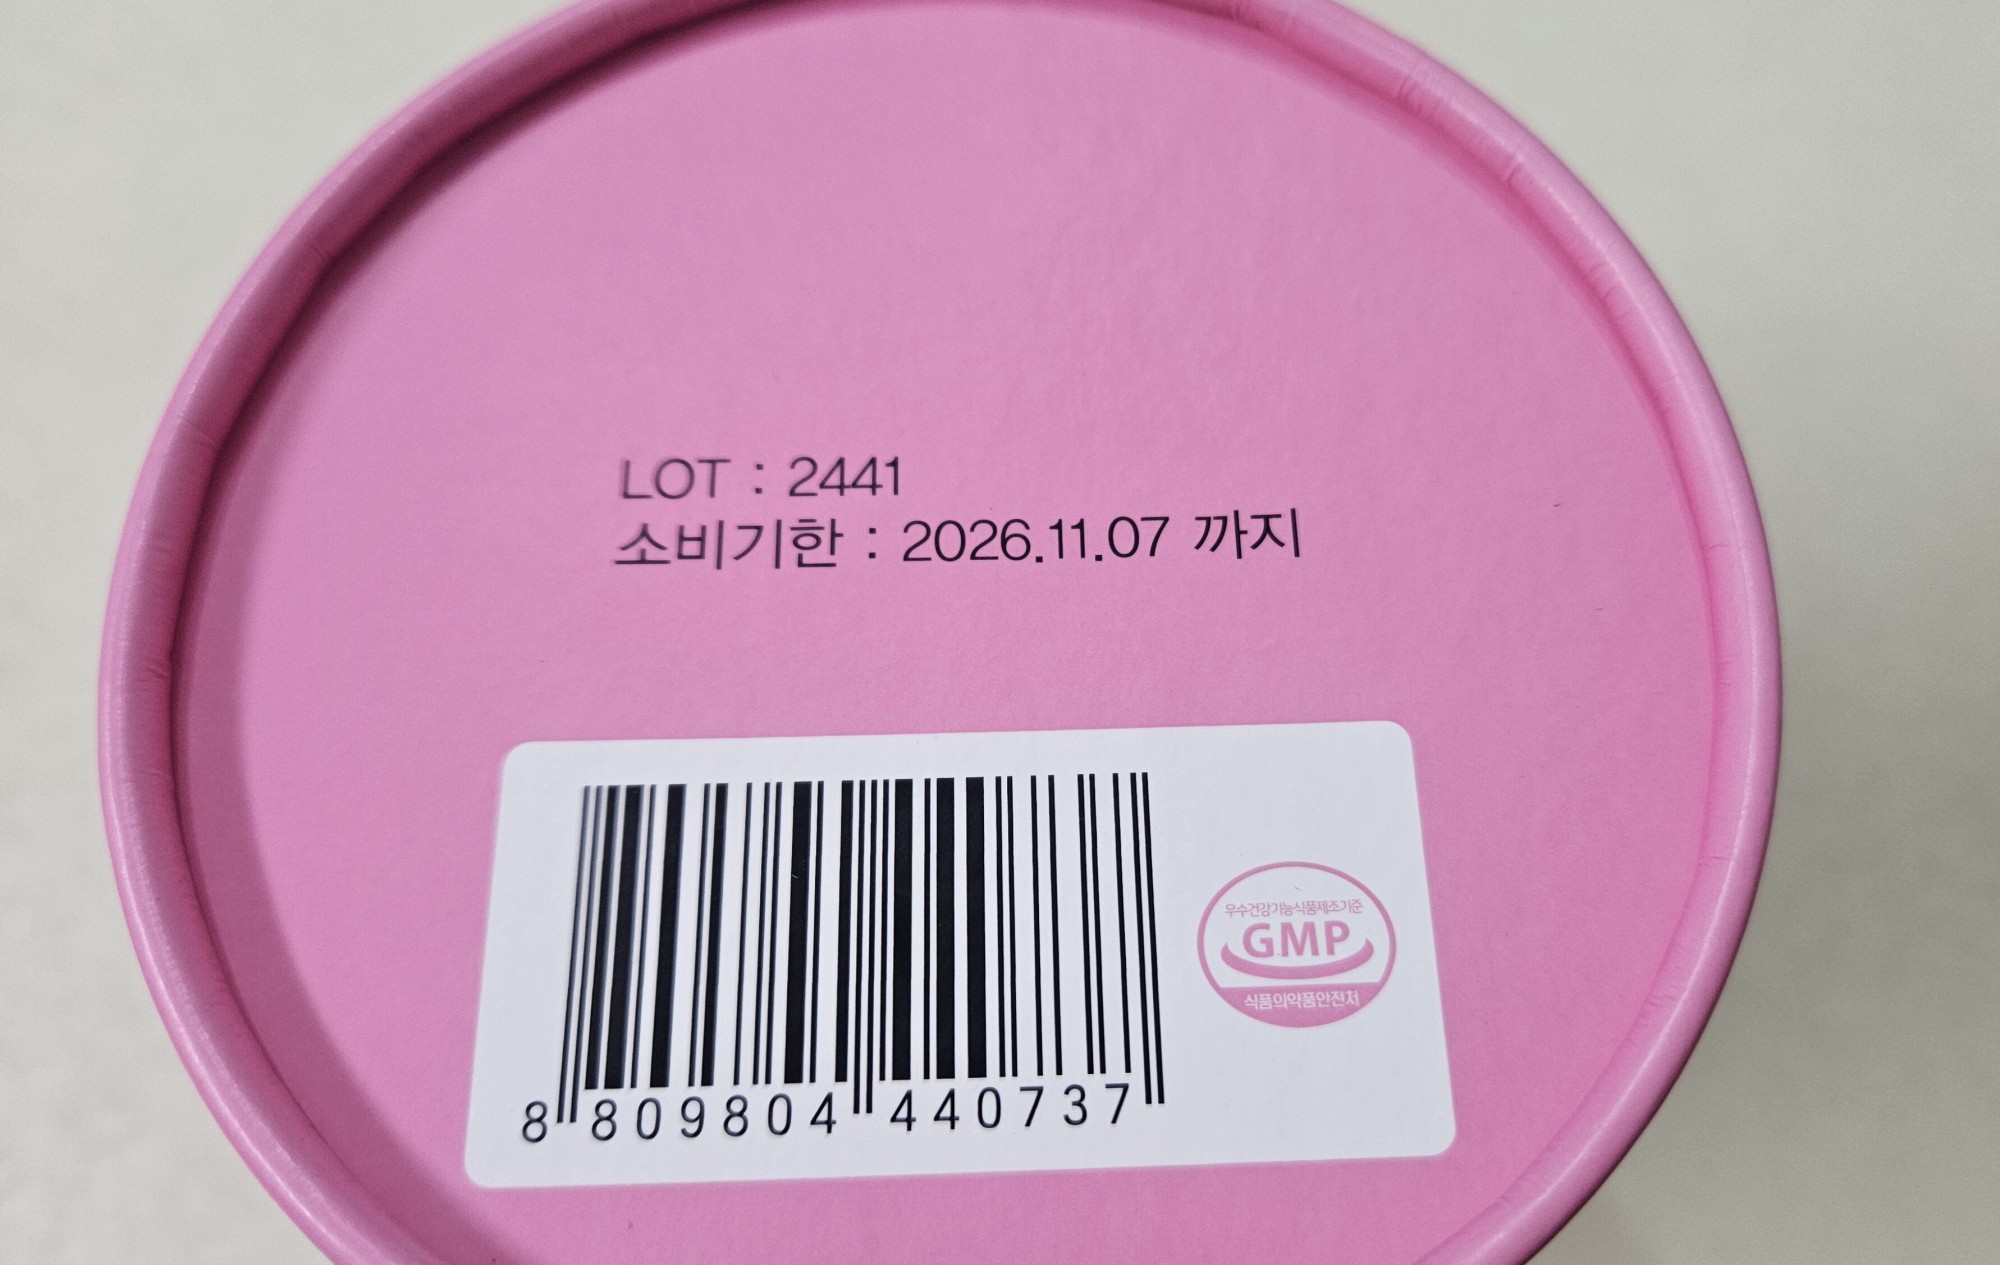 LOT : 2441
소비기한 : 2026.11.07 까지
8 809804 440737
우수건강기능식품제조기준
GMP
식품의약품안전처